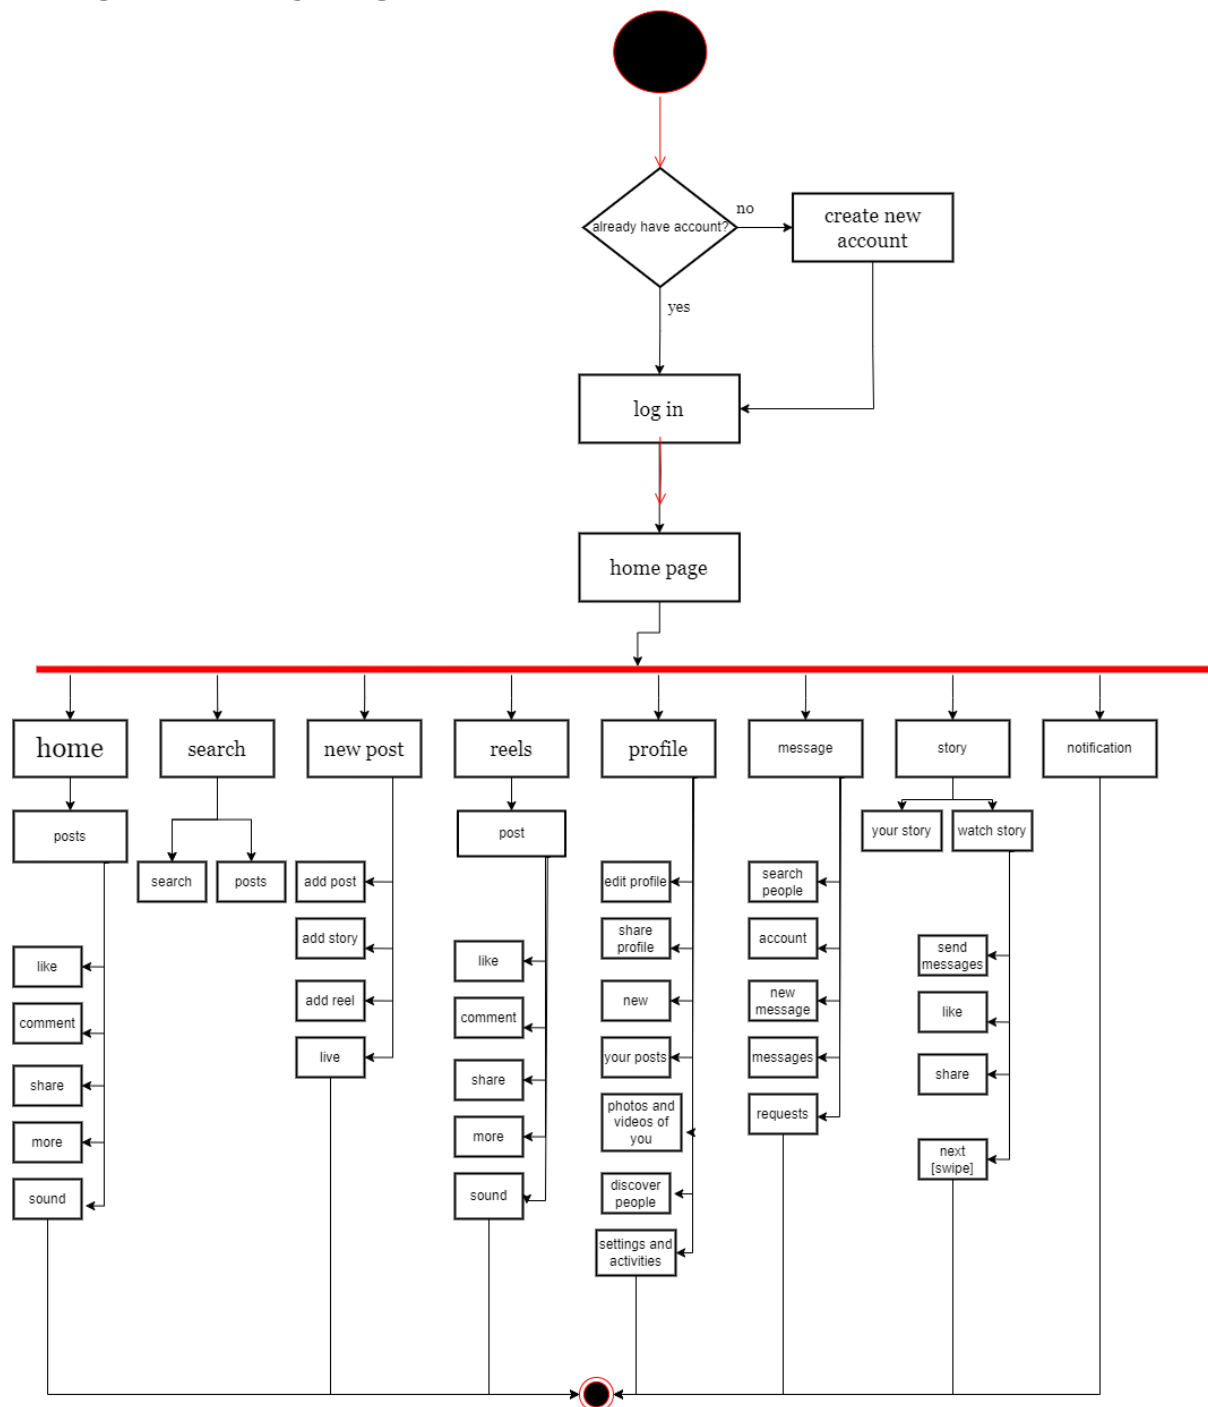 already have account?
no
create new
account
yes
log in
home page
home
search
new post
reels
profile
message
story
notification
posts
search
posts
add post
add story
add reel
live
post
edit profile
share
profile
new
your posts
photos and
videos of
you
discover
people
settings and
activities
search
people
account
new
message
messages
requests
your story
watch story
send
messages
like
share
next
[swipe]
like
comment
share
more
sound
like
comment
share
more
sound